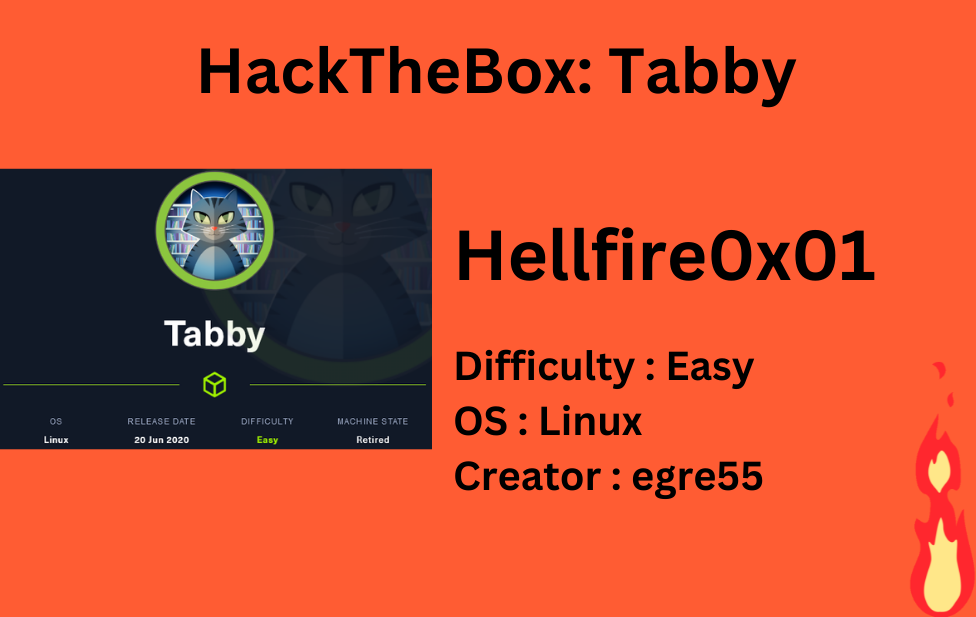 HackTheBox: Tabby
Tabby
OS RELEASE DATE DIFFICULTY MACHINE STATE
Linux 20 Jun 2020 Easy Retired
Hellfire0x01
Difficulty : Easy
OS : Linux
Creator : egre55